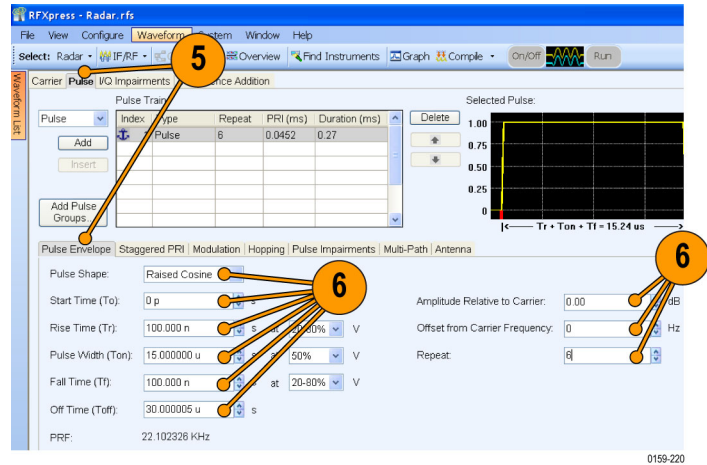 RFXpress - Radar.rfs
File View Configure Waveform System Window Help
Select: Radar IF/RF Overview Find Instruments Graph Compile On/Off Run
5
Waveform List
Carrier Pulse I/Q Impairments Addition
Pulse Train
Selected Pulse:
Pulse
Index Type Repeat PRI (ms) Duration (ms)
Delete
1 Pulse 6 0.0452 0.27
Add
Insert
Add Pulse Groups...
1.00
0.75
0.50
0.25
0
Tr + Ton + Tf = 15.24 us
Pulse Envelope Staggered PRI Modulation Hopping Pulse Impairments Multi-Path Antenna
6
6
Pulse Shape: Raised Cosine
Start Time (To): 0 p s
Amplitude Relative to Carrier: 0.00 dB
Rise Time (Tr): 100.000 n s at 20-80% V
Offset from Carrier Frequency: 0 Hz
Pulse Width (Ton): 15.000000 u s at 50% V
Repeat: 6
Fall Time (Tf): 100.000 n s at 20-80% V
Off Time (Toff): 30.000005 u s
PRF: 22.102326 KHz
0159-220